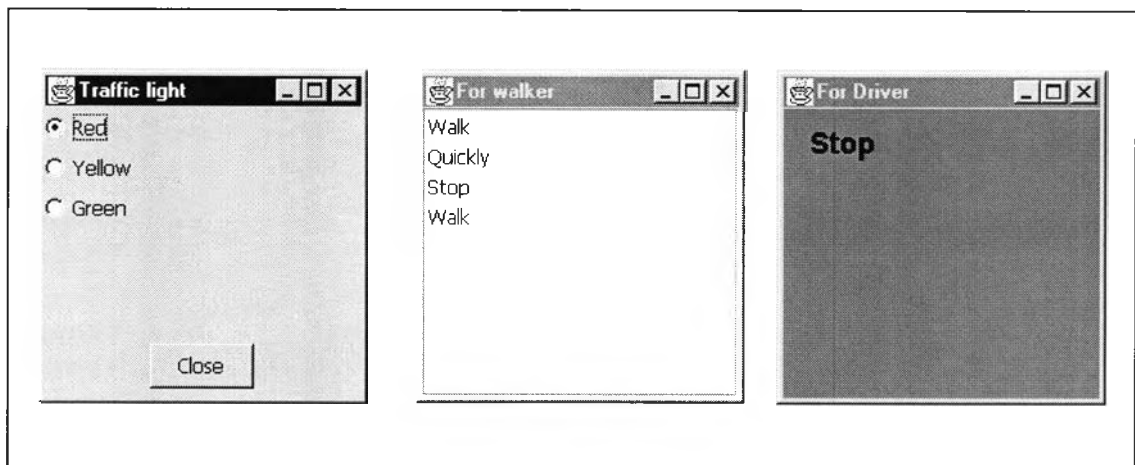 Traffic light
Red
Yellow
Green
Close
For walker
Walk
Quickly
Stop
Walk
For Driver
Stop